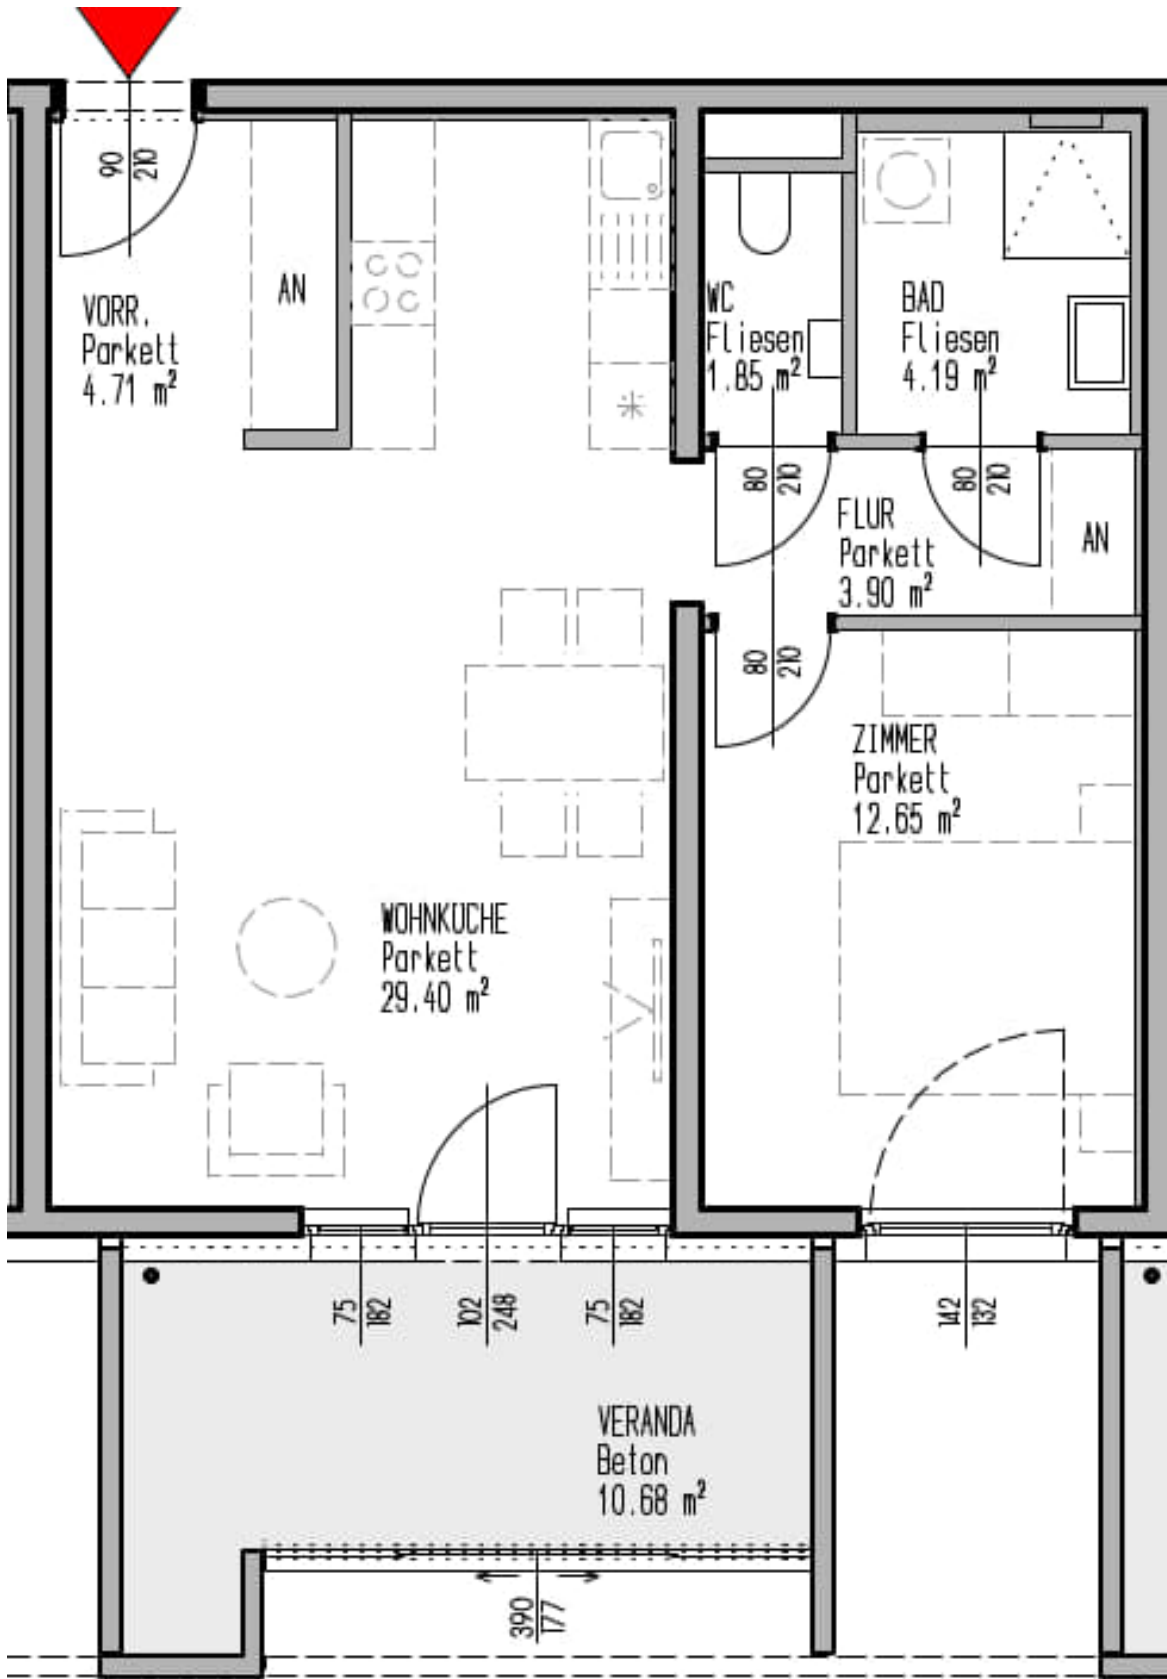 90
210
VORR.
Parkett
4.71 m²
AN
WC
Fliesen
1.85 m²
BAD
Fliesen
4.19 m²
80
210
80
210
FLUR
Parkett
3.90 m²
AN
80
210
ZIMMER
Parkett
12.65 m²
WOHNKÜCHE
Parkett
29.40 m²
75
182
102
248
75
182
142
132
VERANDA
Beton
10.68 m²
390
177